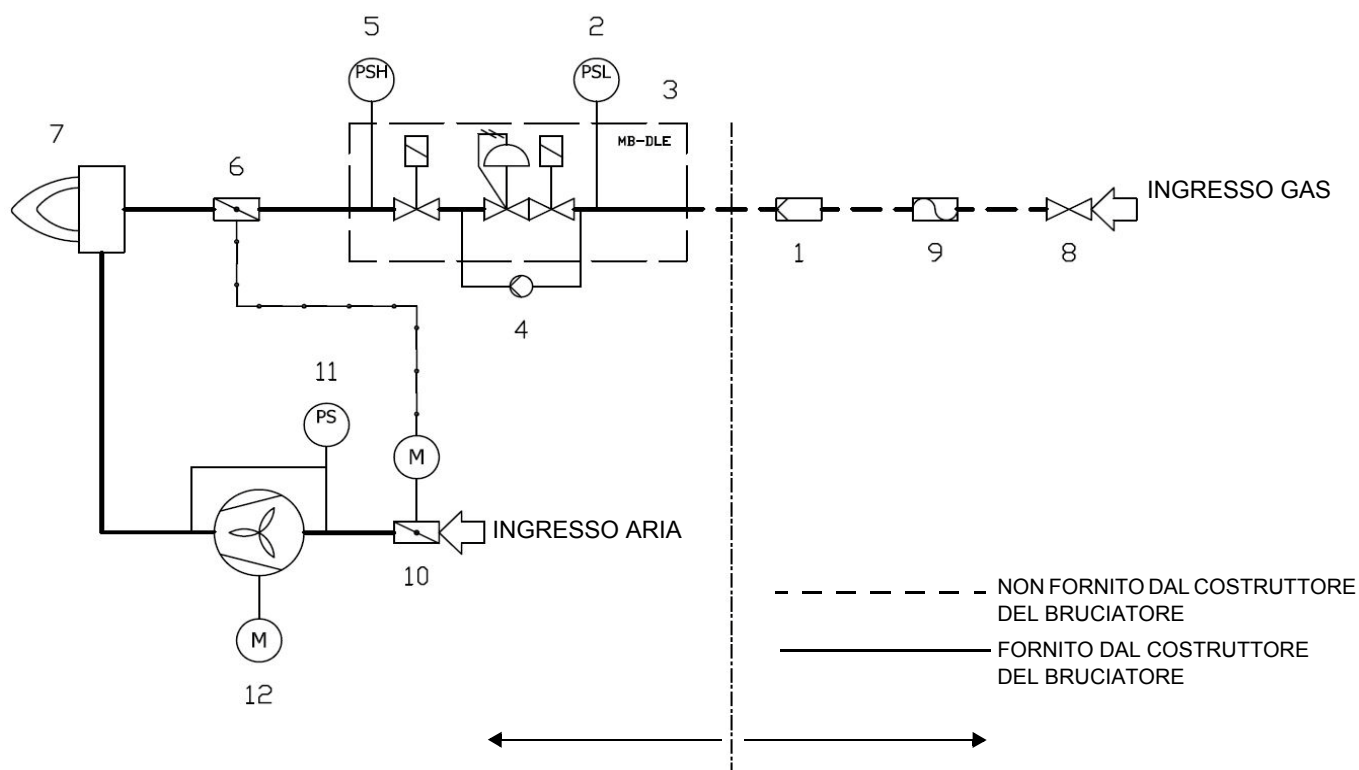 5
2
PSH
PSL
3
MB-DLE
7
6
INGRESSO GAS
1
9
8
4
11
PS
M
INGRESSO ARIA
10
NON FORNITO DAL COSTRUTTORE
DEL BRUCIATORE
M
FORNITO DAL COSTRUTTORE
DEL BRUCIATORE
12